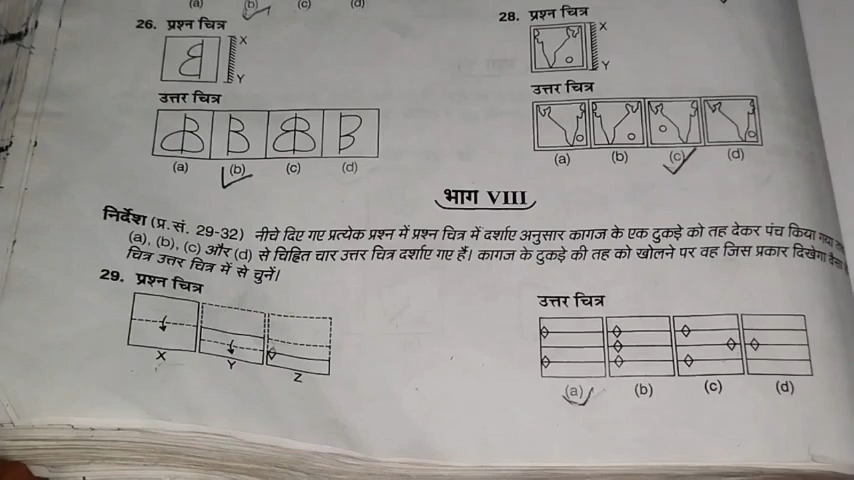 (a) (b) (c) (d)
26. प्रश्न चित्र
X
Y
उत्तर चित्र
(a) (b) (c) (d)
28. प्रश्न चित्र
X
Y
उत्तर चित्र
(a) (b) (c) (d)
भाग VIII
निर्देश (प्र.सं. 29-32) नीचे दिए गए प्रत्येक प्रश्न में प्रश्न चित्र में दर्शाए अनुसार कागज के एक टुकड़े को तह देकर पंच किया गया
(a), (b), (c) और (d) से चिह्नित चार उत्तर चित्र दर्शाए गए हैं। कागज के टुकड़े की तह को खोलने पर वह जिस प्रकार दिखेगा वैसा
चित्र उत्तर चित्र में से चुनें।
29. प्रश्न चित्र
X Y Z
उत्तर चित्र
(a) (b) (c) (d)